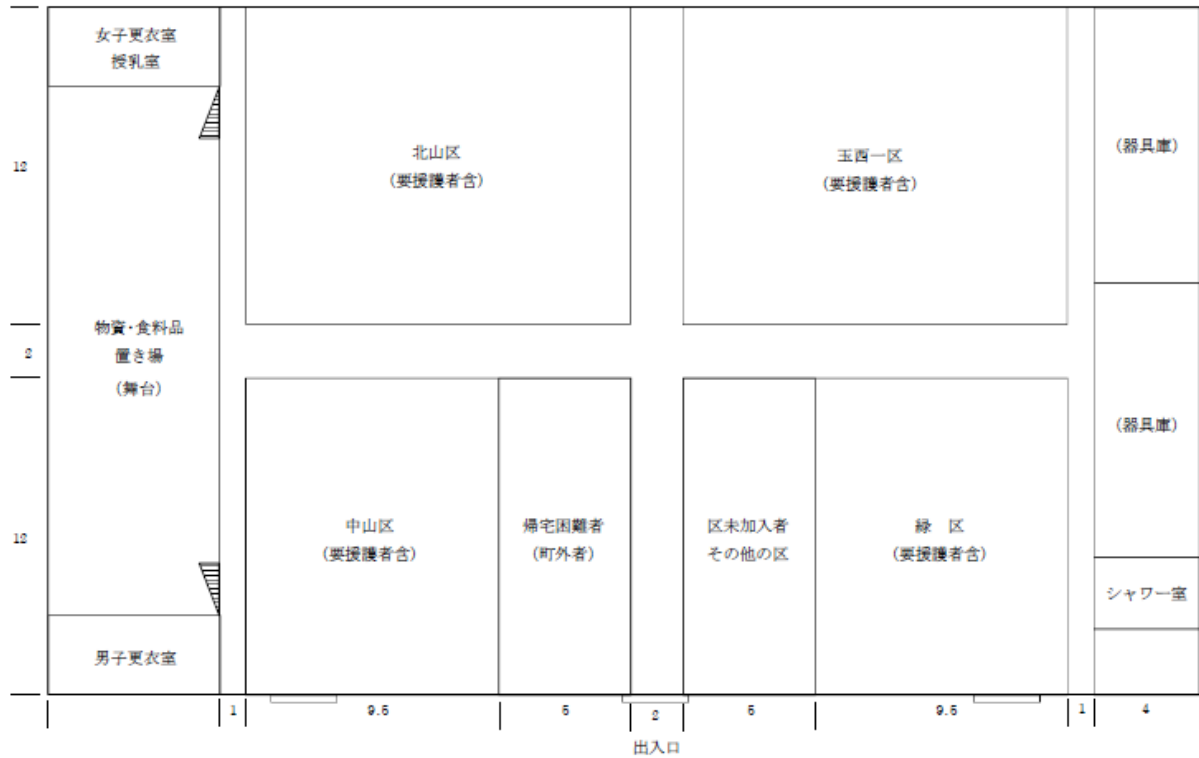 女子更衣室
授乳室
12
北山区
(要援護者含)
玉西一区
(要援護者含)
(器具庫)
物資・食料品
置き場
(舞台)
2
(器具庫)
12
中山区
(要援護者含)
帰宅困難者
(町外者)
区未加入者
その他の区
緑 区
(要援護者含)
シャワー室
男子更衣室
1
9.5
5
2
5
9.5
1
4
出入口